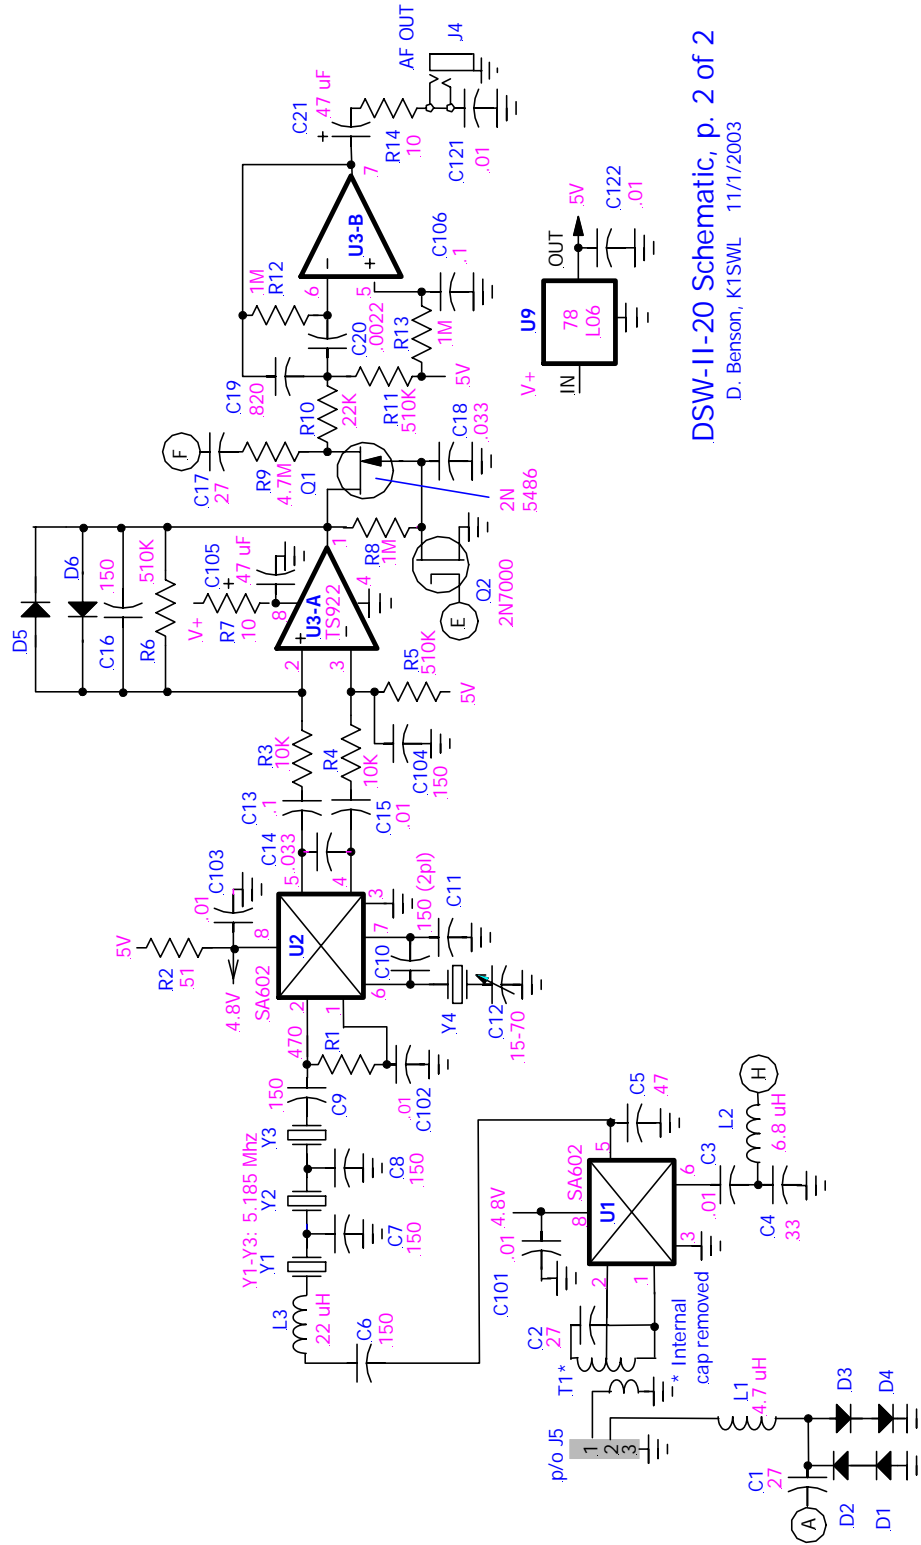 DSW-II-20 Schematic, p. 2 of 2
D. Benson, K1SWL 11/1/2003
A
C1
27
D2
D1
D3
D4
L1
4.7 uH
p/o J5
1
2
3
T1*
* Internal
cap removed
C2
27
C101
.01
4.8V
SA602
U1
8
2
1
3
5
6
C5
47
C3
.01
C4
33
L2
6.8 uH
H
C6
150
L3
22 uH
Y1-Y3: 5.185 Mhz
Y1
Y2
Y3
C7
150
C8
150
150
C9
470
R1
.01
C102
5V
R2
51
4.8V
.01
C103
SA602
U2
8
2
1
5
4
3
7
6
C10
150 (2pl)
C11
Y4
C12
15-70
C14
.033
C13
.1
C15
.01
R3
10K
R4
10K
C104
150
R5
510K
5V
D5
D6
C16
150
R6
510K
V+
R7
10
C105
+
47 uF
U3-A
TS922
2
3
8
4
1
+
–
R8
1M
E
Q2
2N7000
Q1
2N
5486
F
C17
27
R9
4.7M
R10
22K
C18
.033
C19
820
R11
510K
5V
C20
.0022
1M
R12
R13
1M
C106
.1
U3-B
6
5
7
–
+
C21
+
47 uF
R14
10
C121
.01
AF OUT
J4
V+
IN
U9
78
L06
OUT
5V
C122
.01